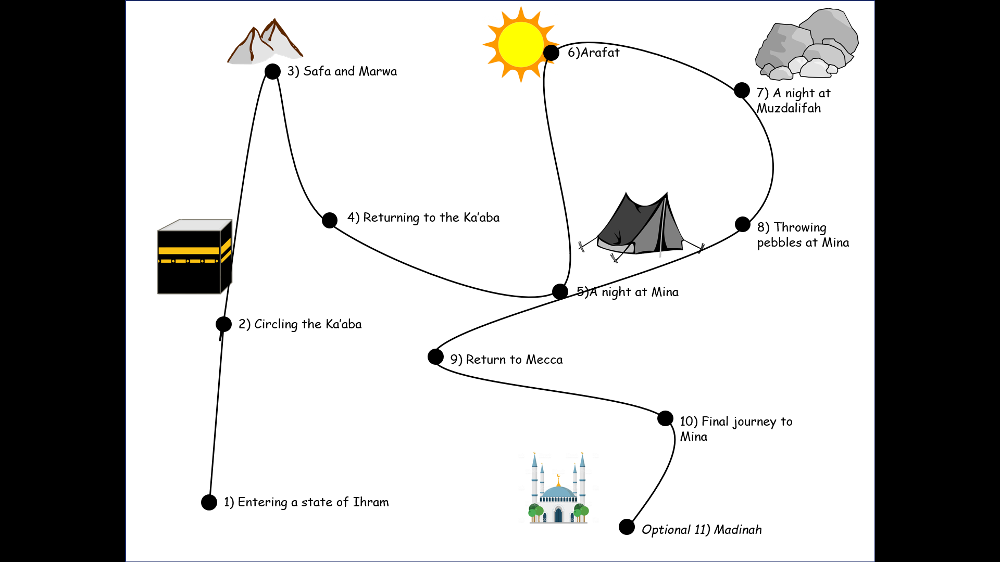 1) Entering a state of Ihram
2) Circling the Ka'aba
3) Safa and Marwa
4) Returning to the Ka'aba
5)A night at Mina
6)Arafat
7) A night at
Muzdalifah
8) Throwing
pebbles at Mina
9) Return to Mecca
10) Final journey to
Mina
Optional 11) Madinah